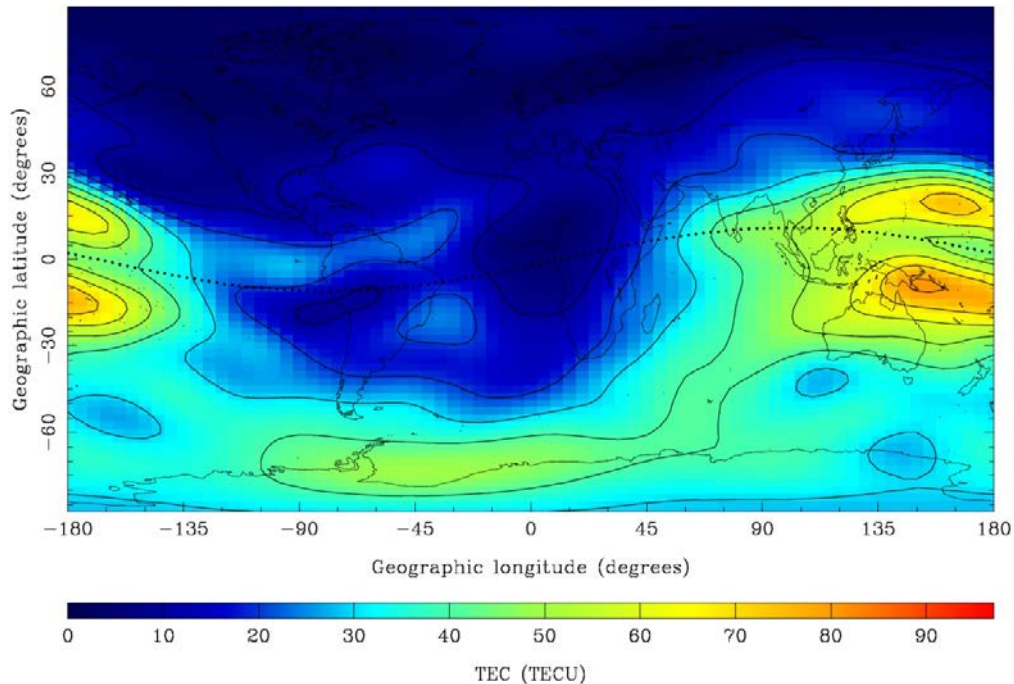 Geographic latitude (degrees)
60
30
0
−30
−60
−180 −135 −90 −45 0 45 90 135 180
Geographic longitude (degrees)
0 10 20 30 40 50 60 70 80 90
TEC (TECU)